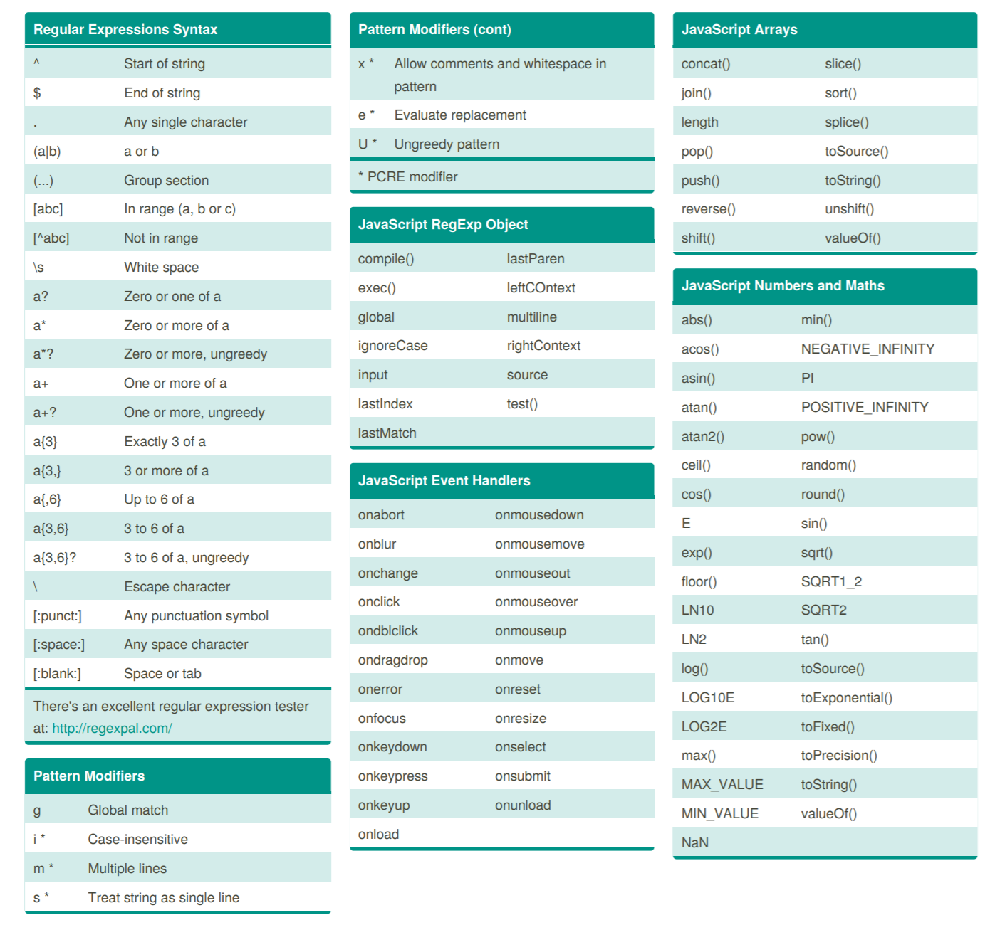 Regular Expressions Syntax
^ Start of string
$ End of string
. Any single character
(a|b) a or b
(...) Group section
[abc] In range (a, b or c)
[^abc] Not in range
\s White space
a? Zero or one of a
a* Zero or more of a
a*? Zero or more, ungreedy
a+ One or more of a
a+? One or more, ungreedy
a{3} Exactly 3 of a
a{3,} 3 or more of a
a{,6} Up to 6 of a
a{3,6} 3 to 6 of a
a{3,6}? 3 to 6 of a, ungreedy
\ Escape character
[:punct:] Any punctuation symbol
[:space:] Any space character
[:blank:] Space or tab
There's an excellent regular expression tester
at: http://regexpal.com/
Pattern Modifiers
g Global match
i * Case-insensitive
m * Multiple lines
s * Treat string as single line
Pattern Modifiers (cont)
x * Allow comments and whitespace in
pattern
e * Evaluate replacement
U * Ungreedy pattern
* PCRE modifier
JavaScript RegExp Object
compile() lastParen
exec() leftCOntext
global multiline
ignoreCase rightContext
input source
lastIndex test()
lastMatch
JavaScript Event Handlers
onabort onmousedown
onblur onmousemove
onchange onmouseout
onclick onmouseover
ondblclick onmouseup
ondragdrop onmove
onerror onreset
onfocus onresize
onkeydown onselect
onkeypress onsubmit
onkeyup onunload
onload
JavaScript Arrays
concat() slice()
join() sort()
length splice()
pop() toSource()
push() toString()
reverse() unshift()
shift() valueOf()
JavaScript Numbers and Maths
abs() min()
acos() NEGATIVE_INFINITY
asin() PI
atan() POSITIVE_INFINITY
atan2() pow()
ceil() random()
cos() round()
E sin()
exp() sqrt()
floor() SQRT1_2
LN10 SQRT2
LN2 tan()
log() toSource()
LOG10E toExponential()
LOG2E toFixed()
max() toPrecision()
MAX_VALUE toString()
MIN_VALUE valueOf()
NaN